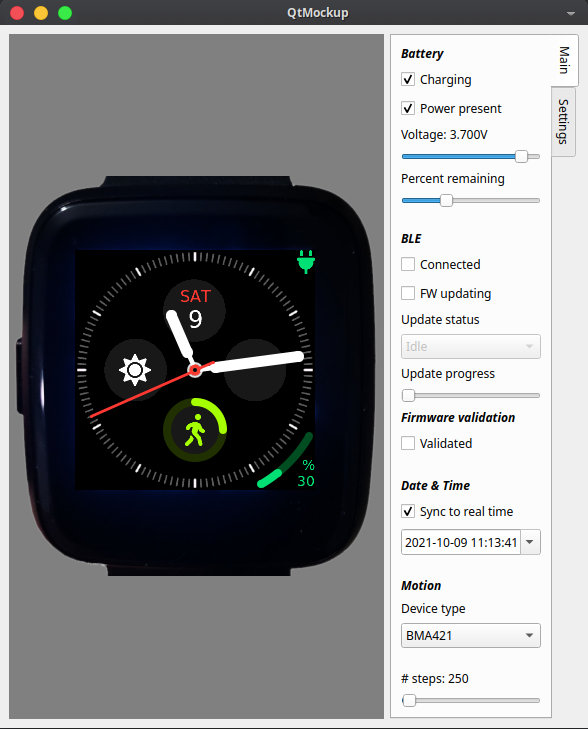 QtMockup
SAT
9
%
30
Main
Settings
Battery
Charging
Power present
Voltage: 3.700V
Percent remaining
BLE
Connected
FW updating
Update status
Idle
Update progress
Firmware validation
Validated
Date & Time
Sync to real time
2021-10-09 11:13:41
Motion
Device type
BMA421
# steps: 250